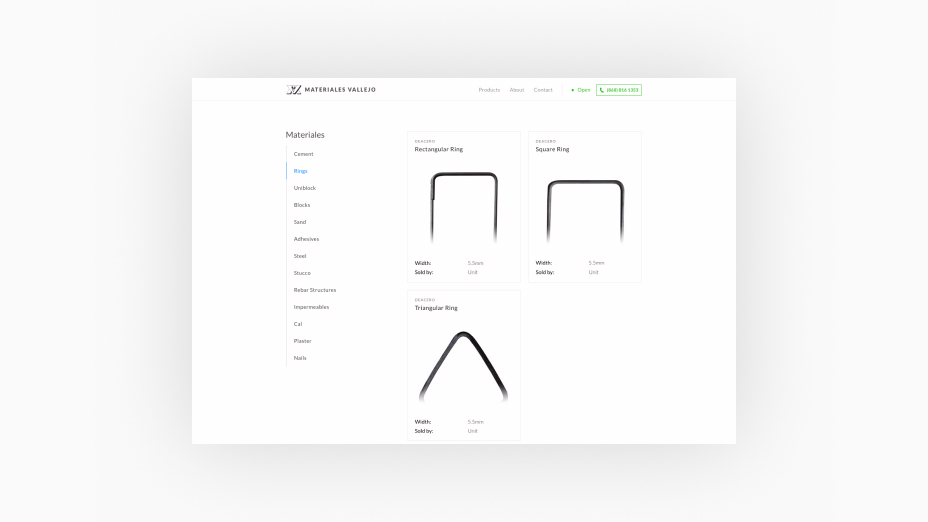 MATERIALES VALLEJO
Products About Contact Open (868) 816 1353
Materiales
Cement
Rings
Uniblock
Blocks
Sand
Adhesives
Steel
Stucco
Rebar Structures
Impermeables
Cal
Plaster
Nails
DEACERO
Rectangular Ring
Width: 5.5mm
Sold by: Unit
DEACERO
Square Ring
Width: 5.5mm
Sold by: Unit
DEACERO
Triangular Ring
Width: 5.5mm
Sold by: Unit